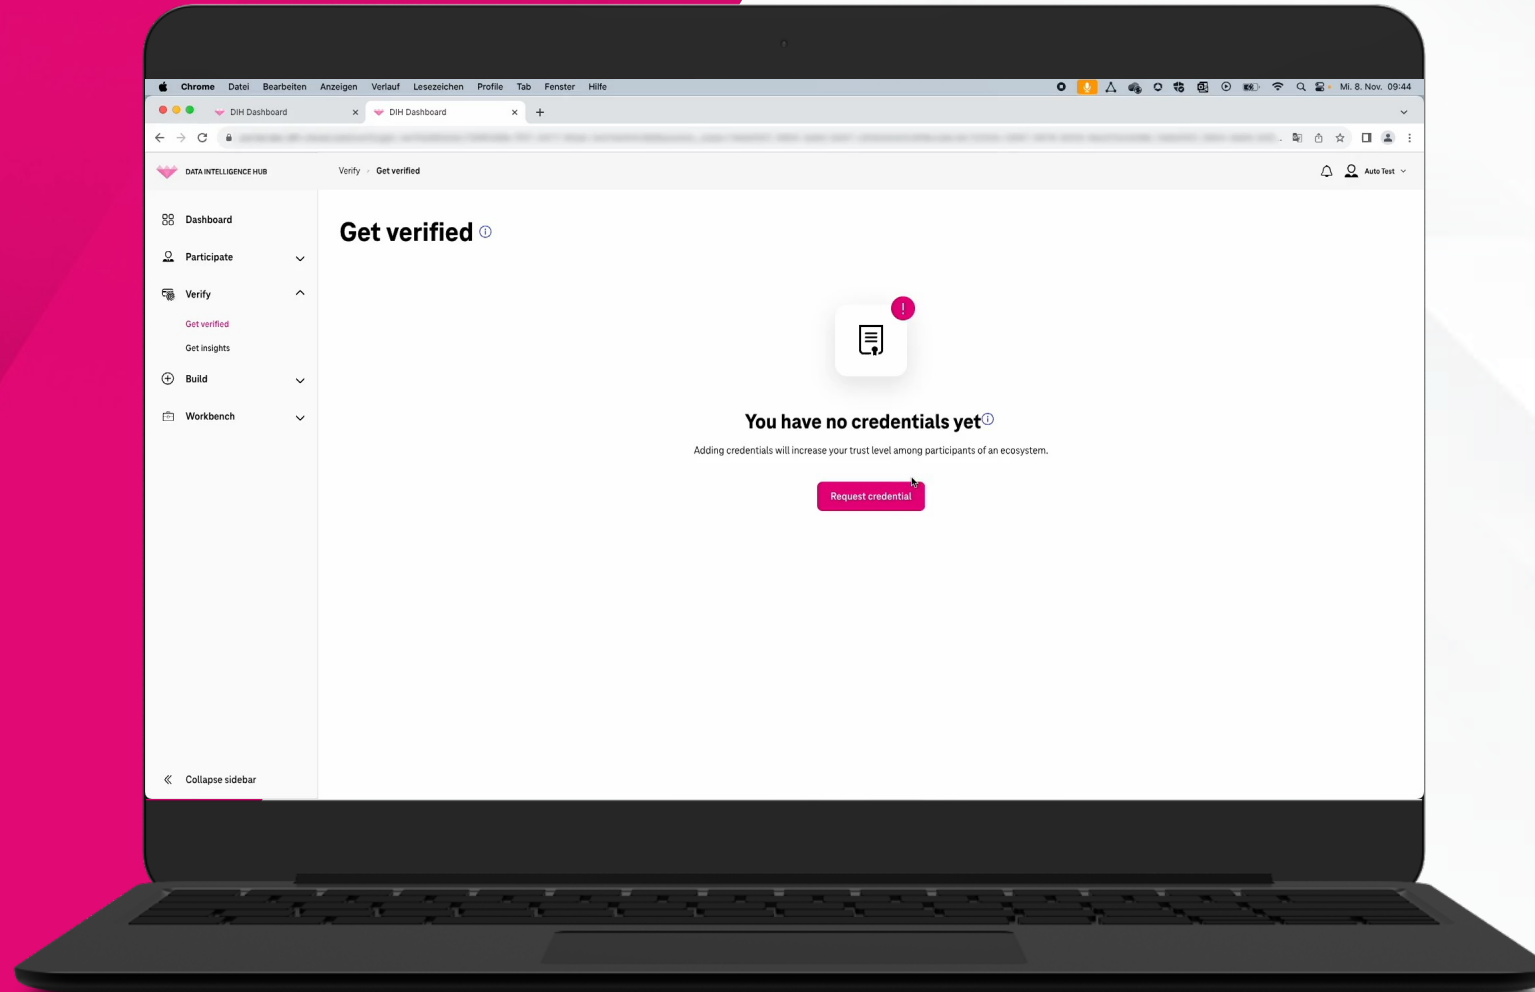 Chrome Datei Bearbeiten Anzeigen Verlauf Lesezeichen Profile Tab Fenster Hilfe Mi. 8. Nov. 09:44
DIH Dashboard DIH Dashboard
DATA INTELLIGENCE HUB Verify Get verified Auto Test
Dashboard
Participate
Verify
Get verified
Get insights
Build
Workbench
Collapse sidebar
Get verified
You have no credentials yet
Adding credentials will increase your trust level among participants of an ecosystem.
Request credential